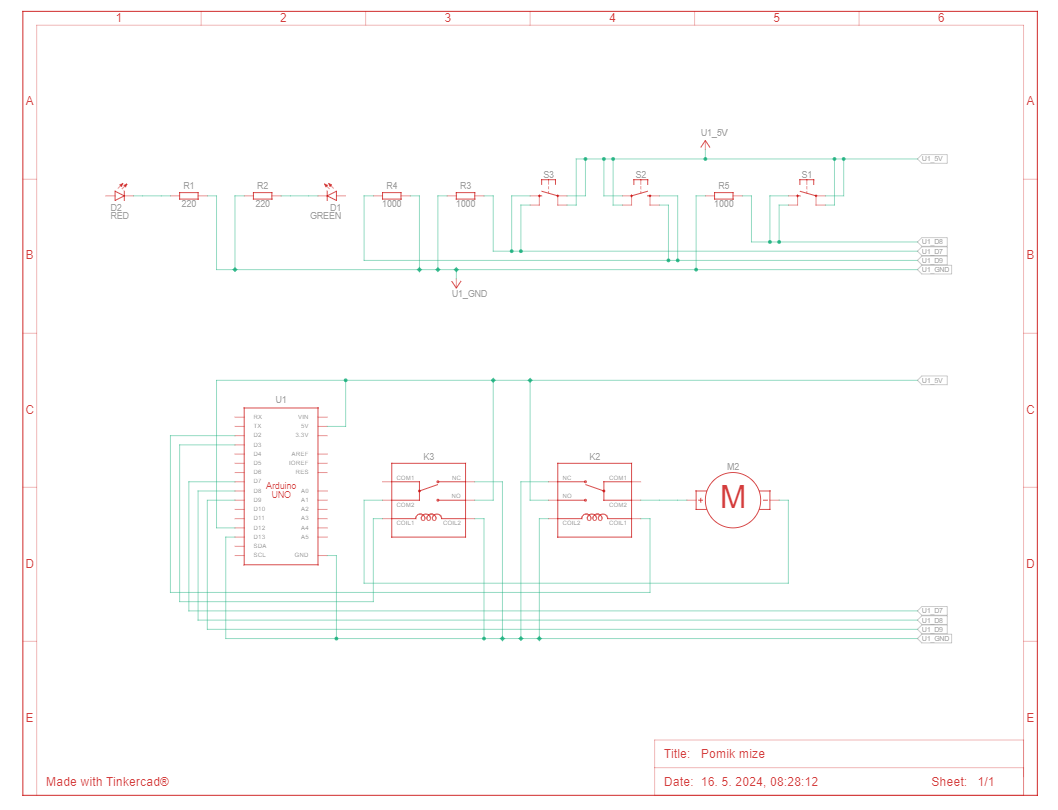 1 2 3 4 5 6
A A
U1_5V
U1_5V
S3 S2 S1
R1 R2 R4 R3 R5
220 220 1000 1000 1000
D2 D1
RED GREEN
U1_D8
U1_D7
B B
U1_D9
U1_GND
U1_GND
U1_5V
U1
C C
RX VIN
TX 5V
D2 3.3V
D3
D4 AREF
D5 IOREF
D6 RES
D7
D8 A0
D9 A1
D10 A2
D11 A3
D12 A4
D13 A5
SDA
SCL GND
Arduino
UNO
K3
COM1 NC
NO
COM2
COIL1 COIL2
K2
NC COM1
NO
COM2
COIL2 COIL1
M2
+ M -
D D
U1_D7
U1_D8
U1_D9
U1_GND
E E
Title: Pomik mize
Made with Tinkercad®
Date: 16. 5. 2024, 08:28:12 Sheet: 1/1